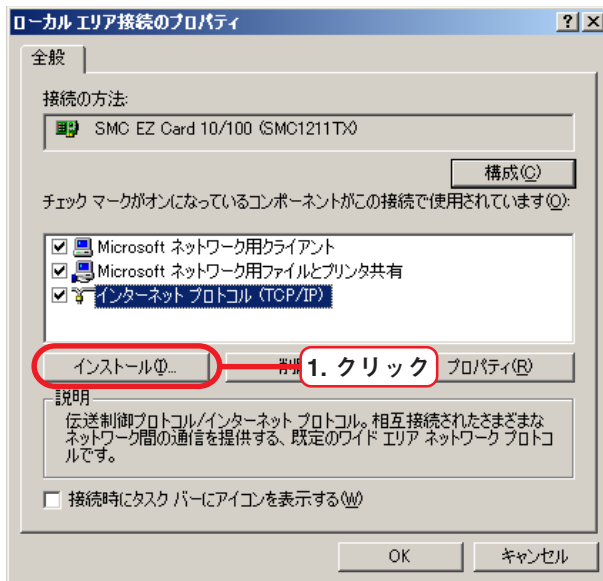 ローカル エリア接続のプロパティ
全般
接続の方法:
SMC EZ Card 10/100 (SMC1211TX)
構成(C)
チェック マークがオンになっているコンポーネントがこの接続で使用されています(O):
Microsoft ネットワーク用クライアント
Microsoft ネットワーク用ファイルとプリンタ共有
インターネット プロトコル (TCP/IP)
インストール(I)...
1. クリック
プロパティ(R)
説明
伝送制御プロトコル/インターネット プロトコル。相互接続されたさまざまな
ネットワーク間の通信を提供する、既定のワイド エリア ネットワーク プロトコ
ルです。
接続時にタスク バーにアイコンを表示する(W)
OK
キャンセル